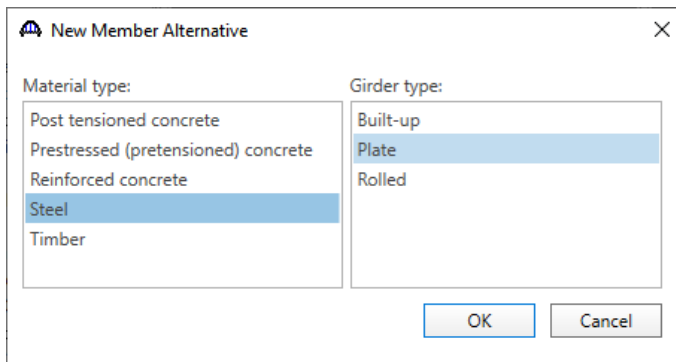 New Member Alternative
Material type:
Post tensioned concrete
Prestressed (pretensioned) concrete
Reinforced concrete
Steel
Timber
Girder type:
Built-up
Plate
Rolled
OK
Cancel